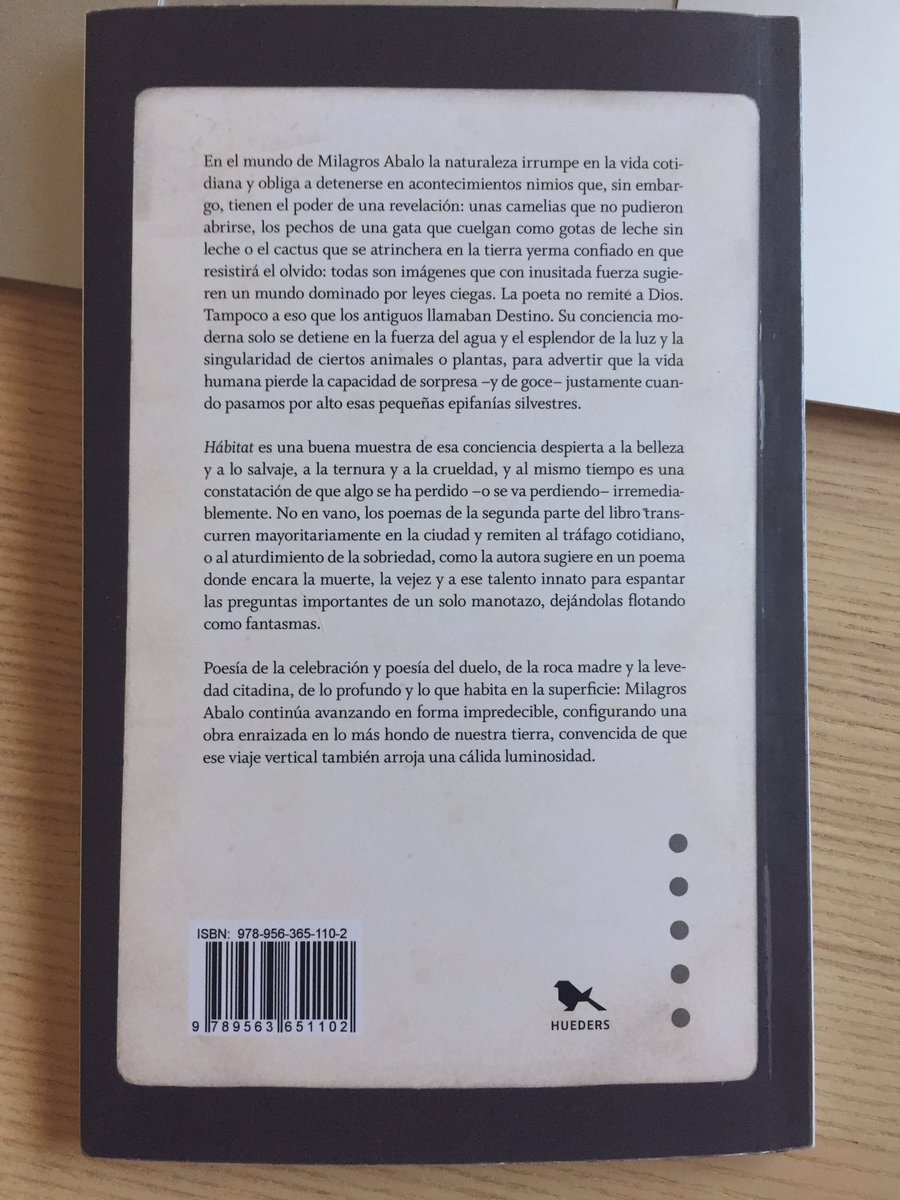 En el mundo de Milagros Abalo la naturaleza irrumpe en la vida coti-
diana y obliga a detenerse en acontecimientos nimios que, sin embar-
go, tienen el poder de una revelación: unas camelias que no pudieron
abrirse, los pechos de una gata que cuelgan como gotas de leche sin
leche o el cactus que se atrinchera en la tierra yerma confiado en que
resistirá el olvido: todas son imágenes que con inusitada fuerza sugie-
ren un mundo dominado por leyes ciegas. La poeta no remite a Dios.
Tampoco a eso que los antiguos llamaban Destino. Su conciencia mo-
derna solo se detiene en la fuerza del agua y el esplendor de la luz y la
singularidad de ciertos animales o plantas, para advertir que la vida
humana pierde la capacidad de sorpresa –y de goce– justamente cuan-
do pasamos por alto esas pequeñas epifanías silvestres.
Hábitat es una buena muestra de esa conciencia despierta a la belleza
y a lo salvaje, a la ternura y a la crueldad, y al mismo tiempo es una
constatación de que algo se ha perdido –o se va perdiendo– irremedia-
blemente. No en vano, los poemas de la segunda parte del libro trans-
curren mayoritariamente en la ciudad y remiten al tráfago cotidiano,
o al aturdimiento de la sobriedad, como la autora sugiere en un poema
donde encara la muerte, la vejez y a ese talento innato para espantar
las preguntas importantes de un solo manotazo, dejándolas flotando
como fantasmas.
Poesía de la celebración y poesía del duelo, de la roca madre y la leve-
dad citadina, de lo profundo y lo que habita en la superficie: Milagros
Abalo continúa avanzando en forma impredecible, configurando una
obra enraizada en lo más hondo de nuestra tierra, convencida de que
ese viaje vertical también arroja una cálida luminosidad.
ISBN: 978-956-365-110-2
9 789563 651102
HUEDERS